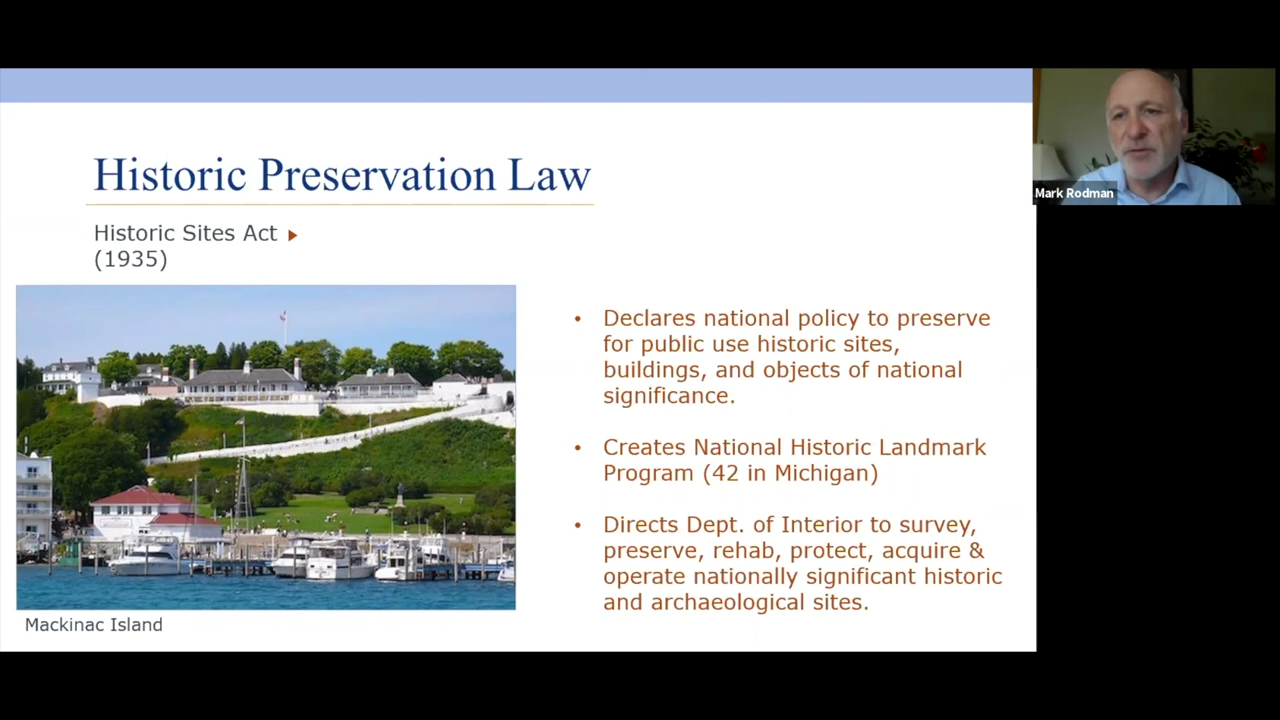 Historic Preservation Law
Historic Sites Act
(1935)
• Declares national policy to preserve
for public use historic sites,
buildings, and objects of national
significance.
• Creates National Historic Landmark
Program (42 in Michigan)
• Directs Dept. of Interior to survey,
preserve, rehab, protect, acquire &
operate nationally significant historic
and archaeological sites.
Mackinac Island
Mark Rodman